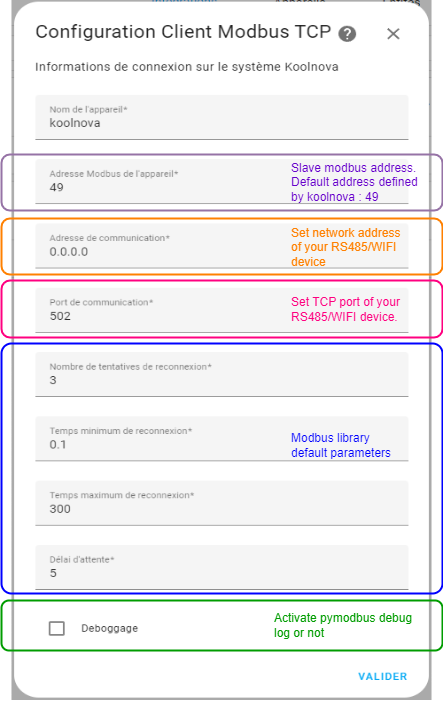 Configuration Client Modbus TCP ?
Informations de connexion sur le système Koolnova
Nom de l'appareil*
koolnova
Adresse Modbus de l'appareil*
49
Slave modbus address.
Default address defined
by koolnova : 49
Adresse de communication*
0.0.0.0
Set network address
of your RS485/WIFI
device
Port de communication*
502
Set TCP port of your
RS485/WIFI device.
Nombre de tentatives de reconnexion*
3
Temps minimum de reconnexion*
0.1
Modbus library
default parameters
Temps maximum de reconnexion*
300
Délai d'attente*
5
Deboggage
Activate pymodbus debug
log or not
VALIDER